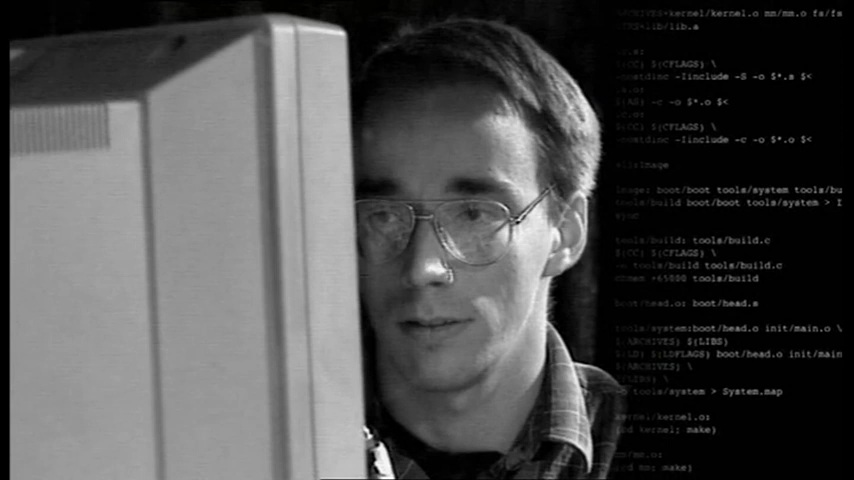 ARCHIVES=kernel/kernel.o mm/mm.o fs/fs
LIBS=lib/lib.a
.c.s:
$(CC) $(CFLAGS) \
-nostdinc -Iinclude -S -o $*.s $<
.s.o:
$(AS) -c -o $*.o $<
.c.o:
$(CC) $(CFLAGS) \
-nostdinc -Iinclude -c -o $*.o $<
Image: boot/boot tools/system tools/bu
tools/build boot/boot tools/system > I
sync
tools/build: tools/build.c
$(CC) $(CFLAGS) \
-o tools/build tools/build.c
chmem +65000 tools/build
boot/head.o: boot/head.s
tools/system:boot/head.o init/main.o \
$(ARCHIVES) $(LIBS)
$(LD) $(LDFLAGS) boot/head.o init/main
$(ARCHIVES) \
$(LIBS) \
-o tools/system > System.map
kernel/kernel.o:
(cd kernel; make)
mm/mm.o:
(cd mm; make)